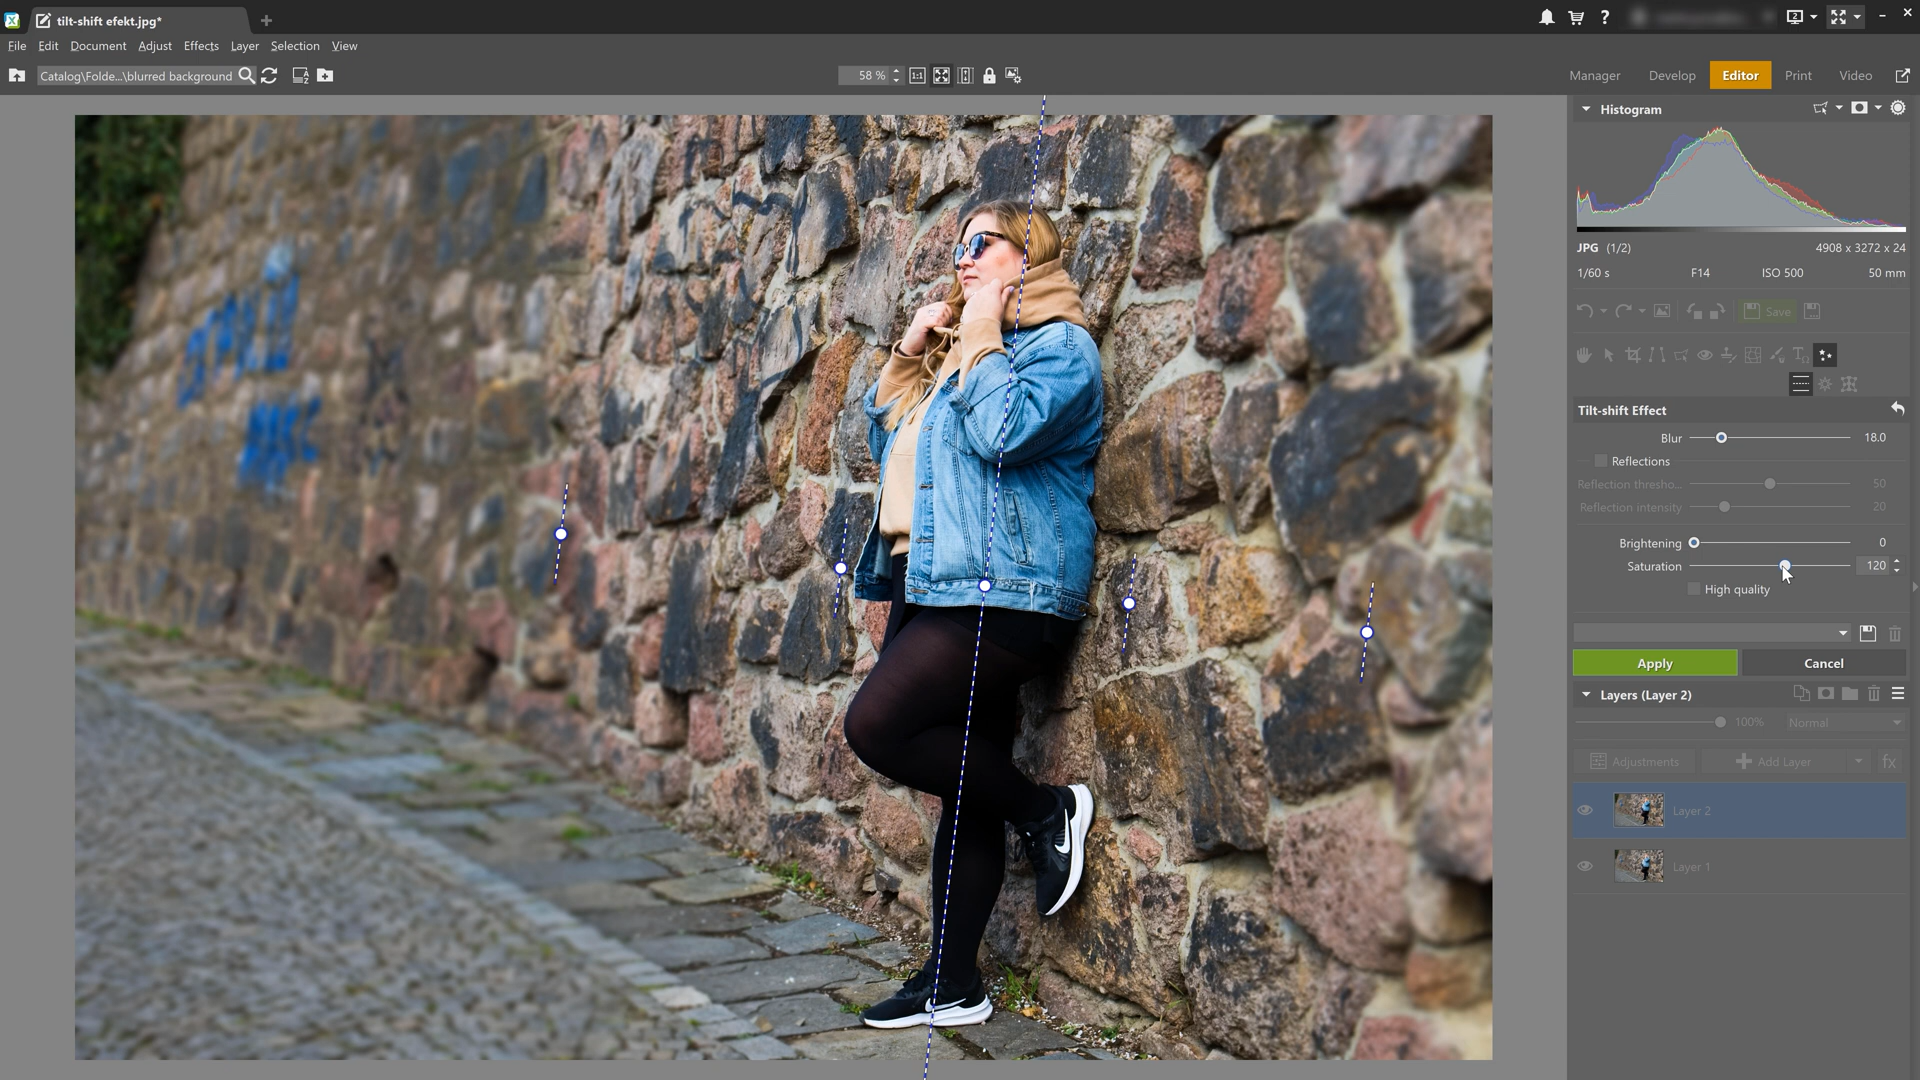 tilt-shift efekt.jpg*
File Edit Document Adjust Effects Layer Selection View
Catalog\Folde...\blurred background
58 %
1:1
Manager Develop Editor Print Video
Histogram
JPG (1/2) 4908 x 3272 x 24
1/60 s F14 ISO 500 50 mm
Save
Tilt-shift Effect
Blur 18.0
Reflections
Reflection thresho... 50
Reflection intensity 20
Brightening 0
Saturation 120
High quality
Apply Cancel
Layers (Layer 2)
100% Normal
Adjustments Add Layer fx
Layer 2
Layer 1